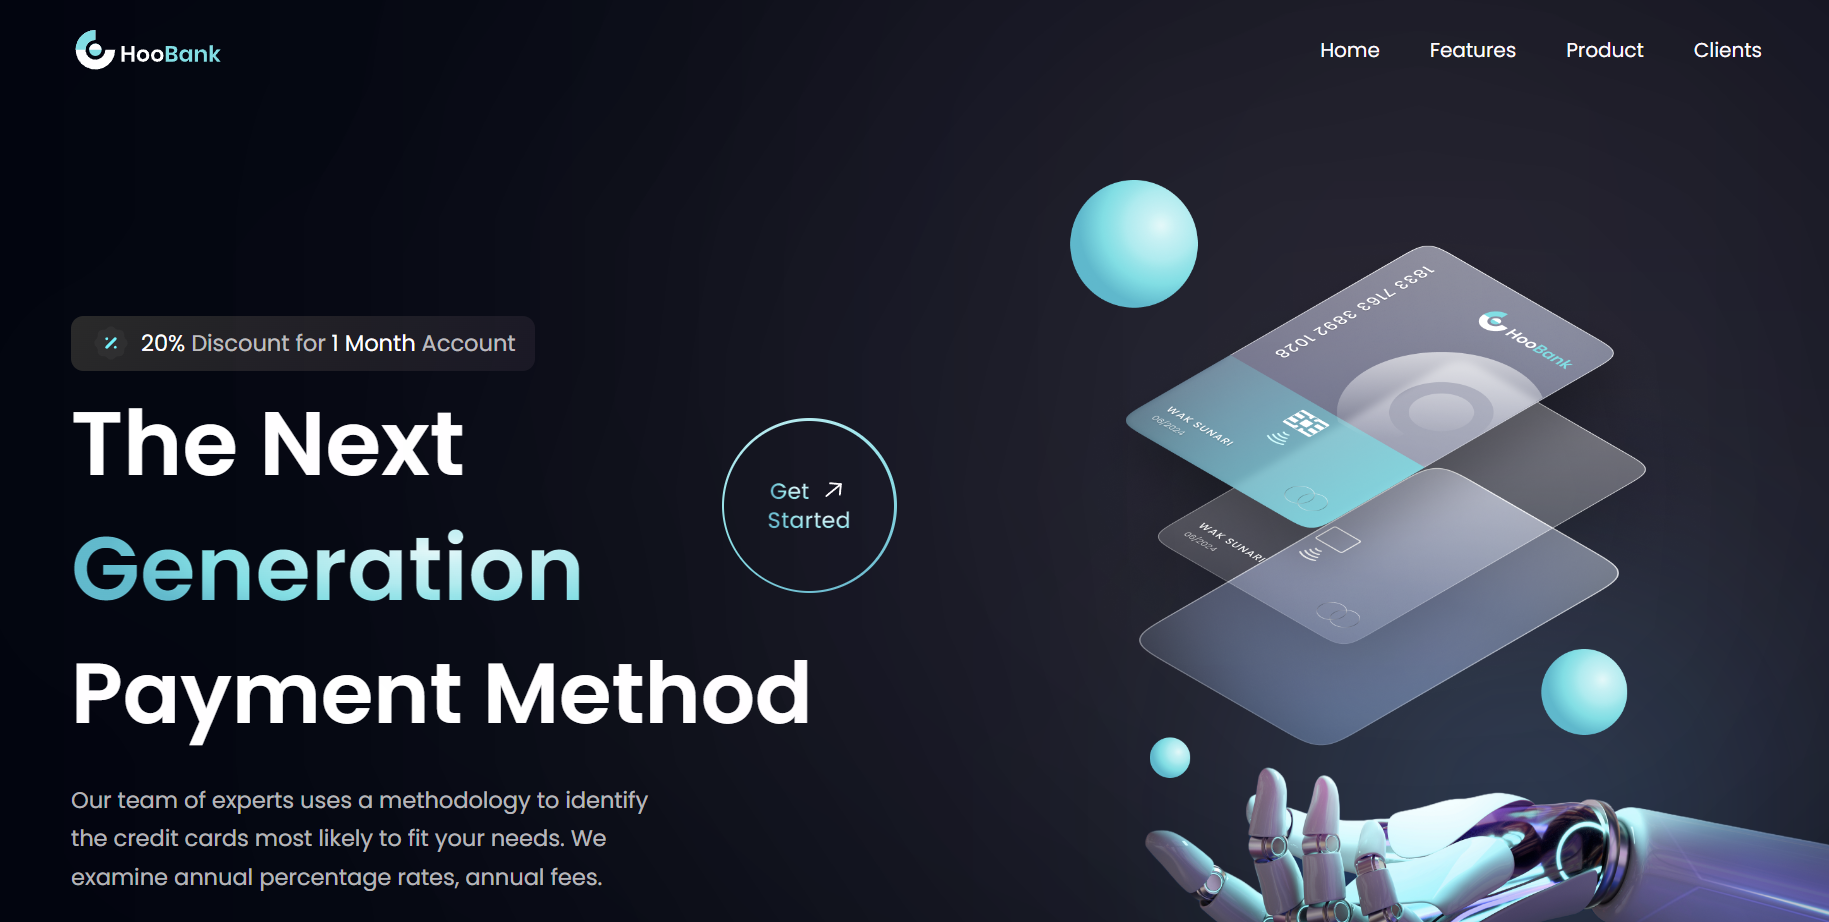 HooBank
Home Features Product Clients
20% Discount for 1 Month Account
The Next
Generation
Payment Method
Get
Started
Our team of experts uses a methodology to identify
the credit cards most likely to fit your needs. We
examine annual percentage rates, annual fees.
1833 7163 3892 1028
HooBank
WAK SUNARI
08/2024
WAK SUNARI
08/2024